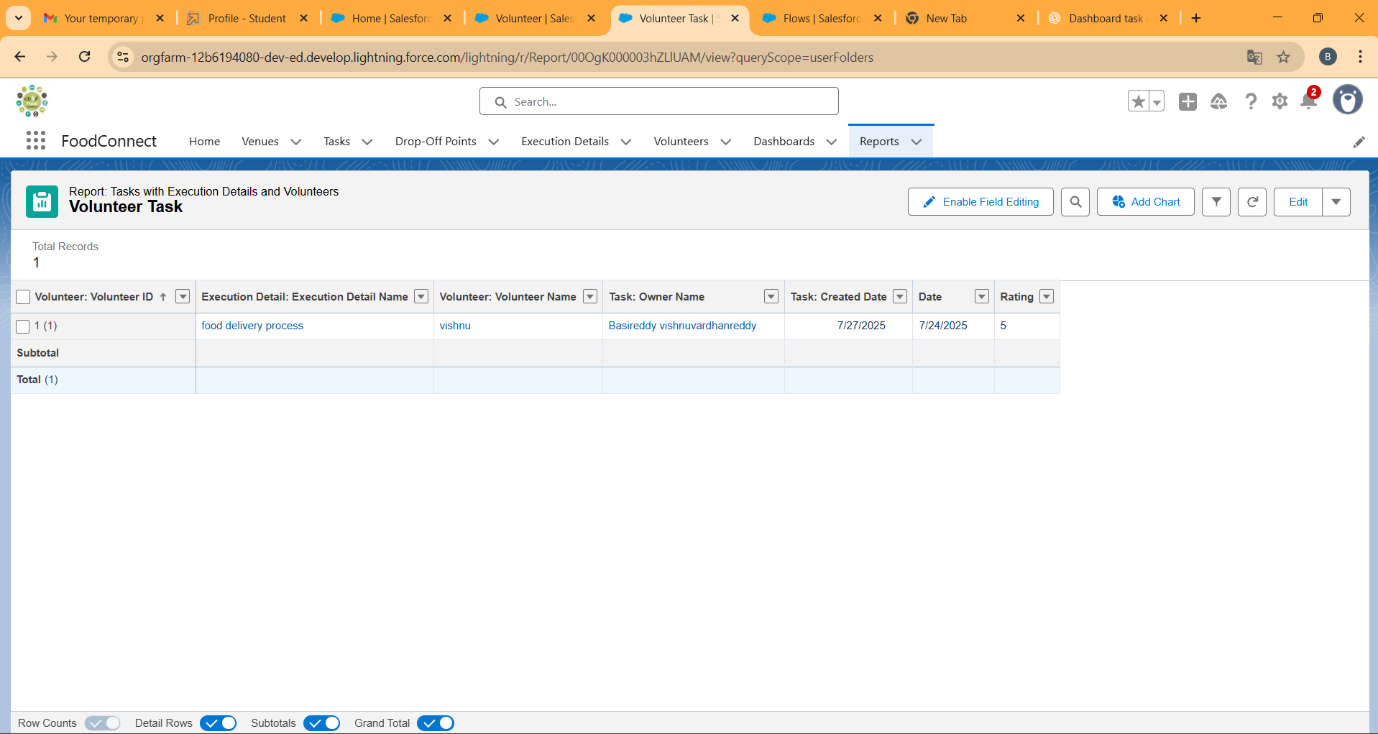 Your temporary
Profile - Student
Home | Salesforc
Volunteer | Sales
Volunteer Task | S
Flows | Salesforc
New Tab
Dashboard task
orgfarm-12b6194080-dev-ed.develop.lightning.force.com/lightning/r/Report/00OgK000003hZLlUAM/view?queryScope=userFolders
B
Search...
2
FoodConnect
Home
Venues
Tasks
Drop-Off Points
Execution Details
Volunteers
Dashboards
Reports
Report: Tasks with Execution Details and Volunteers
Volunteer Task
Enable Field Editing
Add Chart
Edit
Total Records
1
Volunteer: Volunteer ID
Execution Detail: Execution Detail Name
Volunteer: Volunteer Name
Task: Owner Name
Task: Created Date
Date
Rating
1 (1)
food delivery process
vishnu
Basireddy vishnuvardhanreddy
7/27/2025
7/24/2025
5
Subtotal
Total (1)
Row Counts
Detail Rows
Subtotals
Grand Total